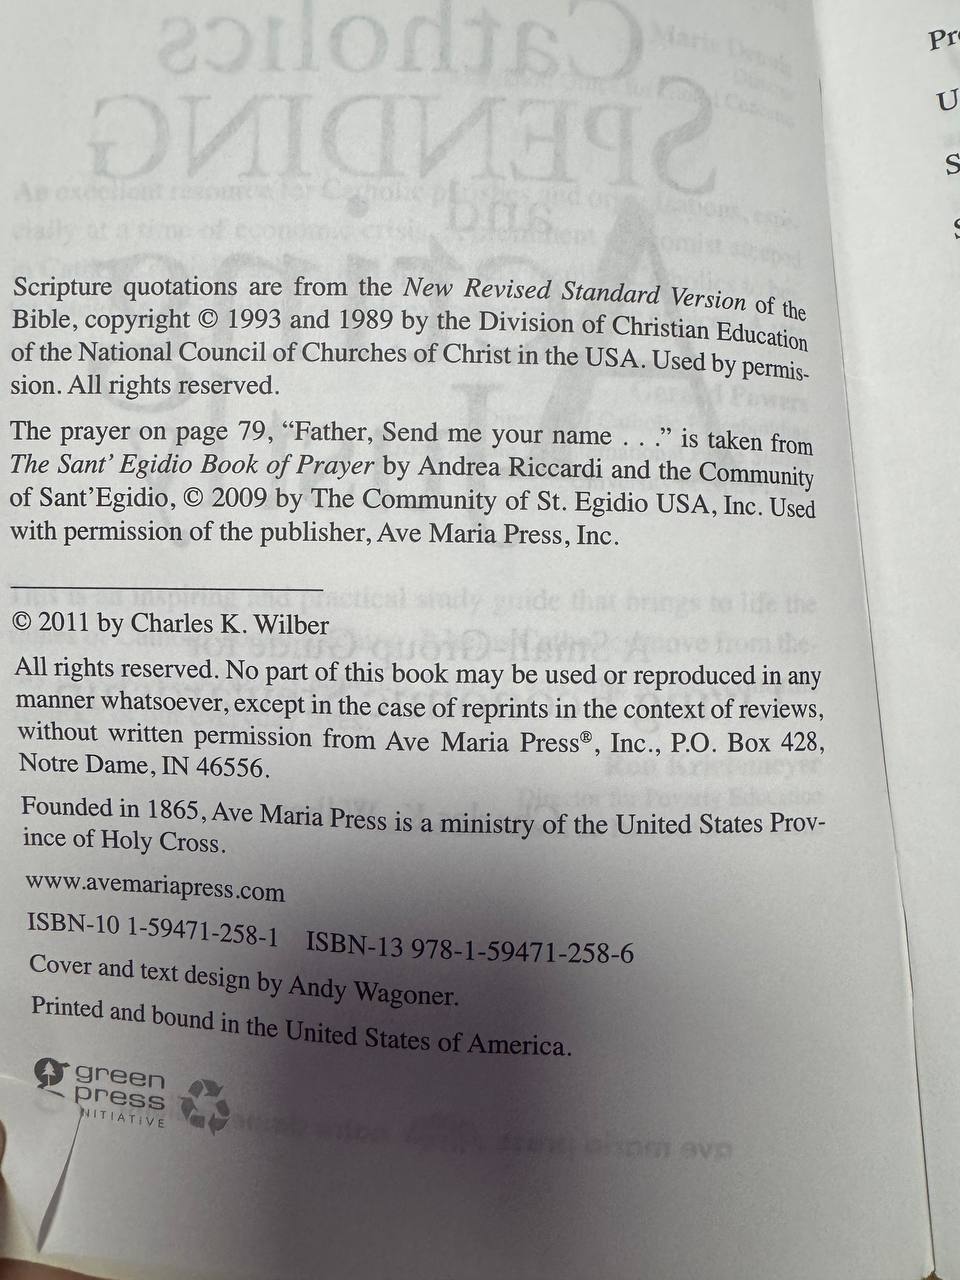 Catholics
SPENDING
and
Scripture quotations are from the New Revised Standard Version of the
Bible, copyright © 1993 and 1989 by the Division of Christian Education
of the National Council of Churches of Christ in the USA. Used by permis-
sion. All rights reserved.
The prayer on page 79, “Father, Send me your name . . .” is taken from
The Sant’ Egidio Book of Prayer by Andrea Riccardi and the Community
of Sant’Egidio, © 2009 by The Community of St. Egidio USA, Inc. Used
with permission of the publisher, Ave Maria Press, Inc.
© 2011 by Charles K. Wilber
All rights reserved. No part of this book may be used or reproduced in any
manner whatsoever, except in the case of reprints in the context of reviews,
without written permission from Ave Maria Press®, Inc., P.O. Box 428,
Notre Dame, IN 46556.
Founded in 1865, Ave Maria Press is a ministry of the United States Prov-
ince of Holy Cross.
www.avemariapress.com
ISBN-10 1-59471-258-1 ISBN-13 978-1-59471-258-6
Cover and text design by Andy Wagoner.
Printed and bound in the United States of America.
green
press
INITIATIVE